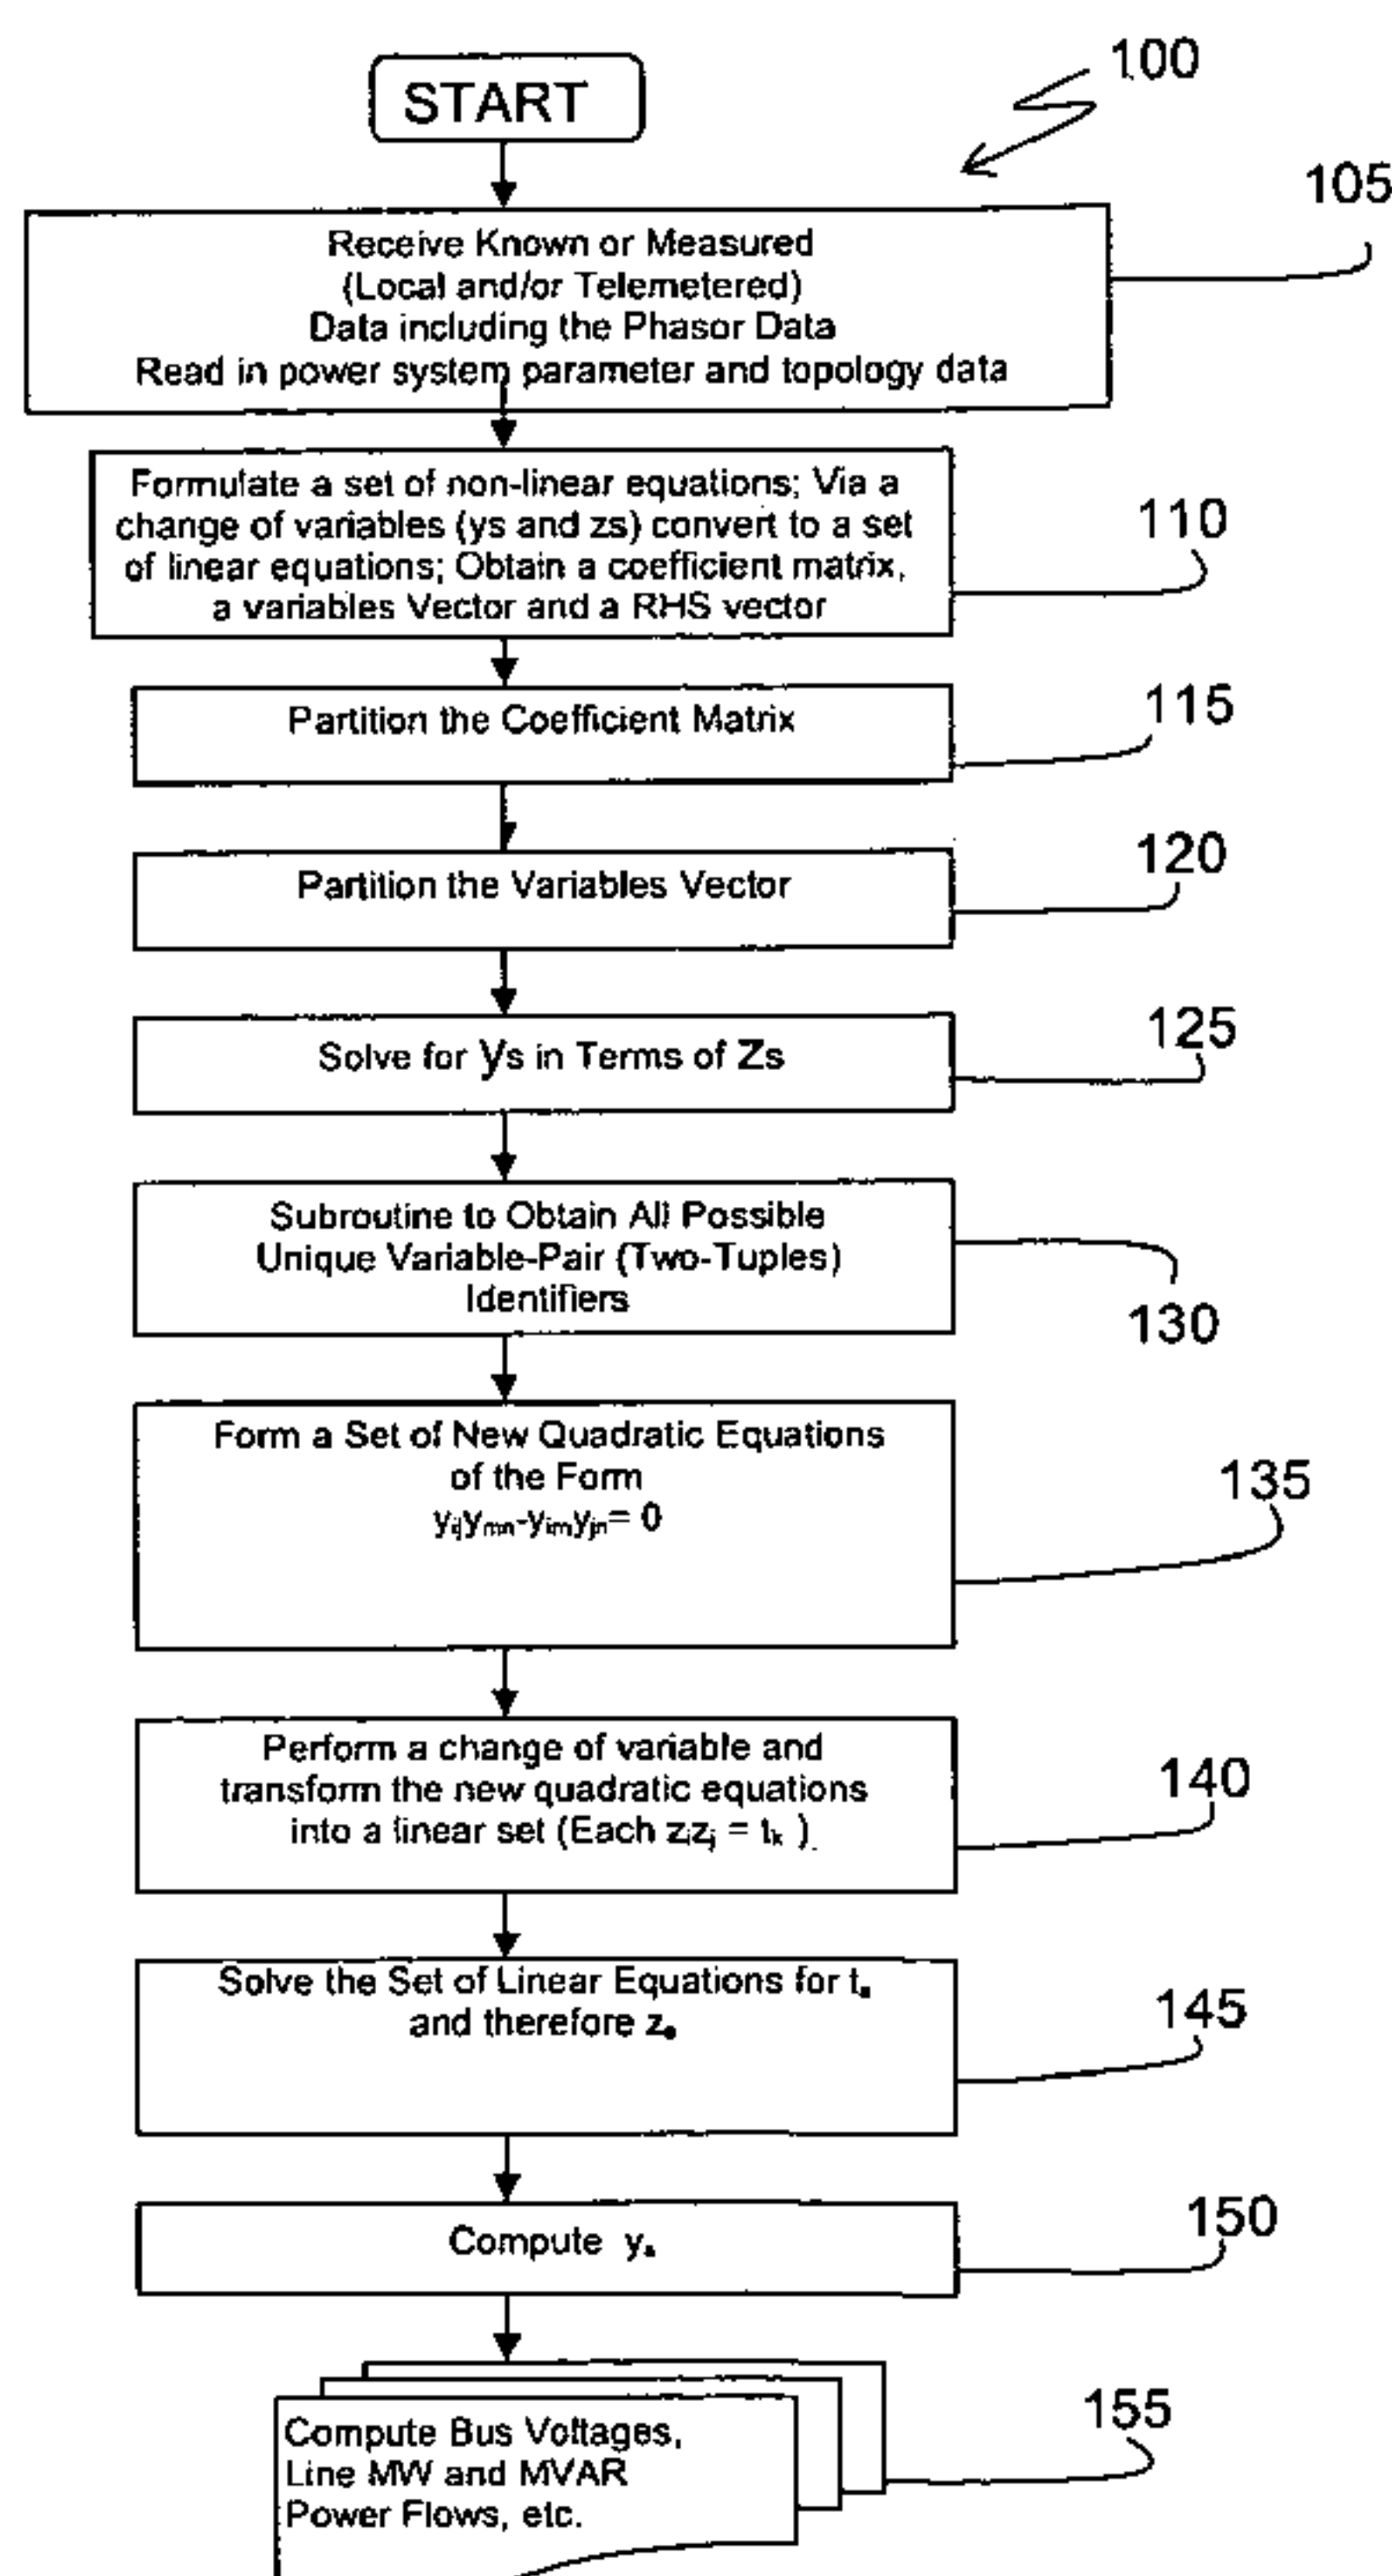 START
100
105
Receive Known or Measured
(Local and/or Telemetered)
Data including the Phasor Data
Read in power system parameter and topology data
Formulate a set of non-linear equations; Via a
change of variables (ys and zs) convert to a set
of linear equations; Obtain a coefficient matrix,
a variables Vector and a RHS vector
110
Partition the Coefficient Matrix
115
Partition the Variables Vector
120
Solve for ys in Terms of Zs
125
Subroutine to Obtain All Possible
Unique Variable-Pair (Two-Tuples)
Identifiers
130
Form a Set of New Quadratic Equations
of the Form
yᵢⱼyₘₙ-yᵢₘyⱼₙ= 0
135
Perform a change of variable and
transform the new quadratic equations
into a linear set (Each zᵢzⱼ = tₖ ).
140
Solve the Set of Linear Equations for tₛ
and therefore zₛ
145
Compute yₛ
150
Compute Bus Voltages,
Line MW and MVAR
Power Flows, etc.
155